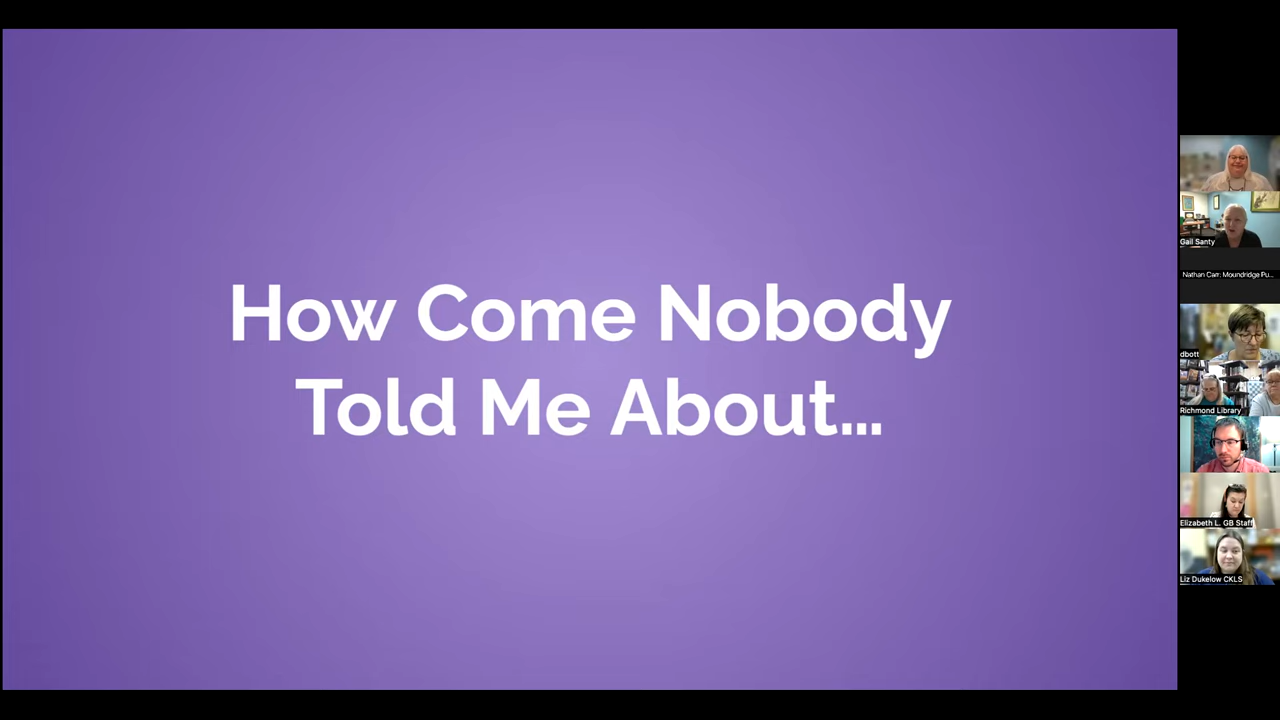 How Come Nobody
Told Me About...
Gail Santy
Nathan Carr: Moundridge Pu...
dbott
Richmond Library
Elizabeth L. GB Staff
Liz Dukelow CKLS